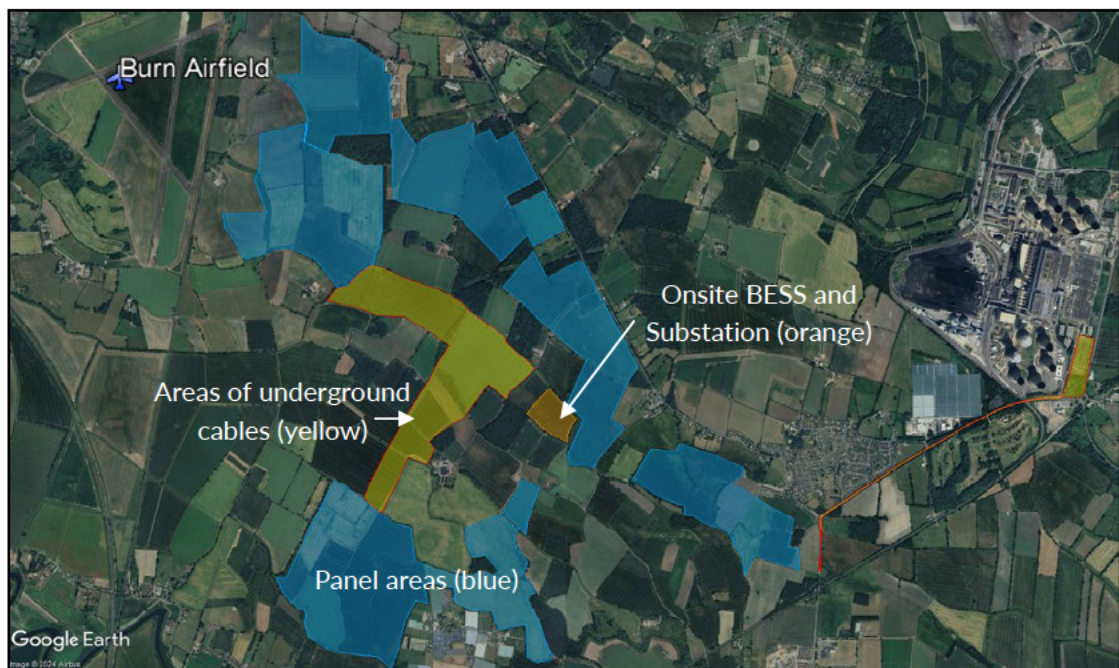 Burn Airfield
Onsite BESS and
Substation (orange)
Areas of underground
cables (yellow)
Panel areas (blue)
Google Earth
Image © 2024 Airbus